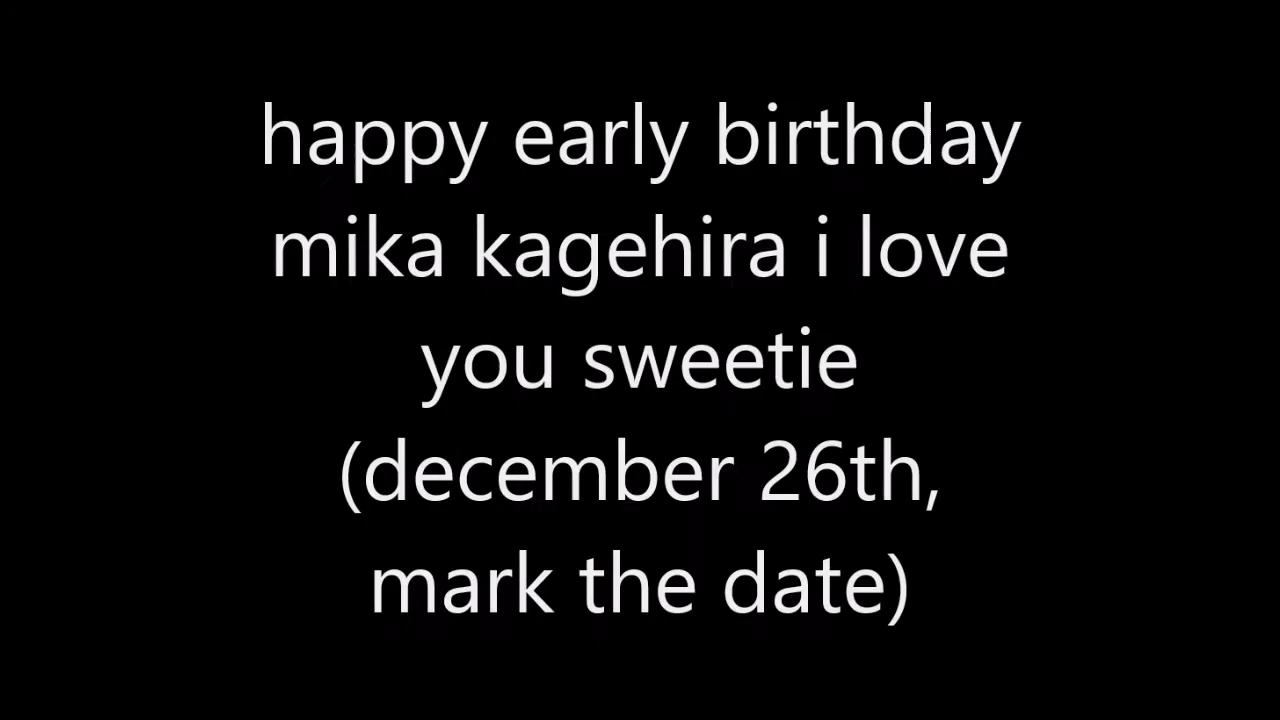 happy early birthday
mika kagehira i love
you sweetie
(december 26th,
mark the date)